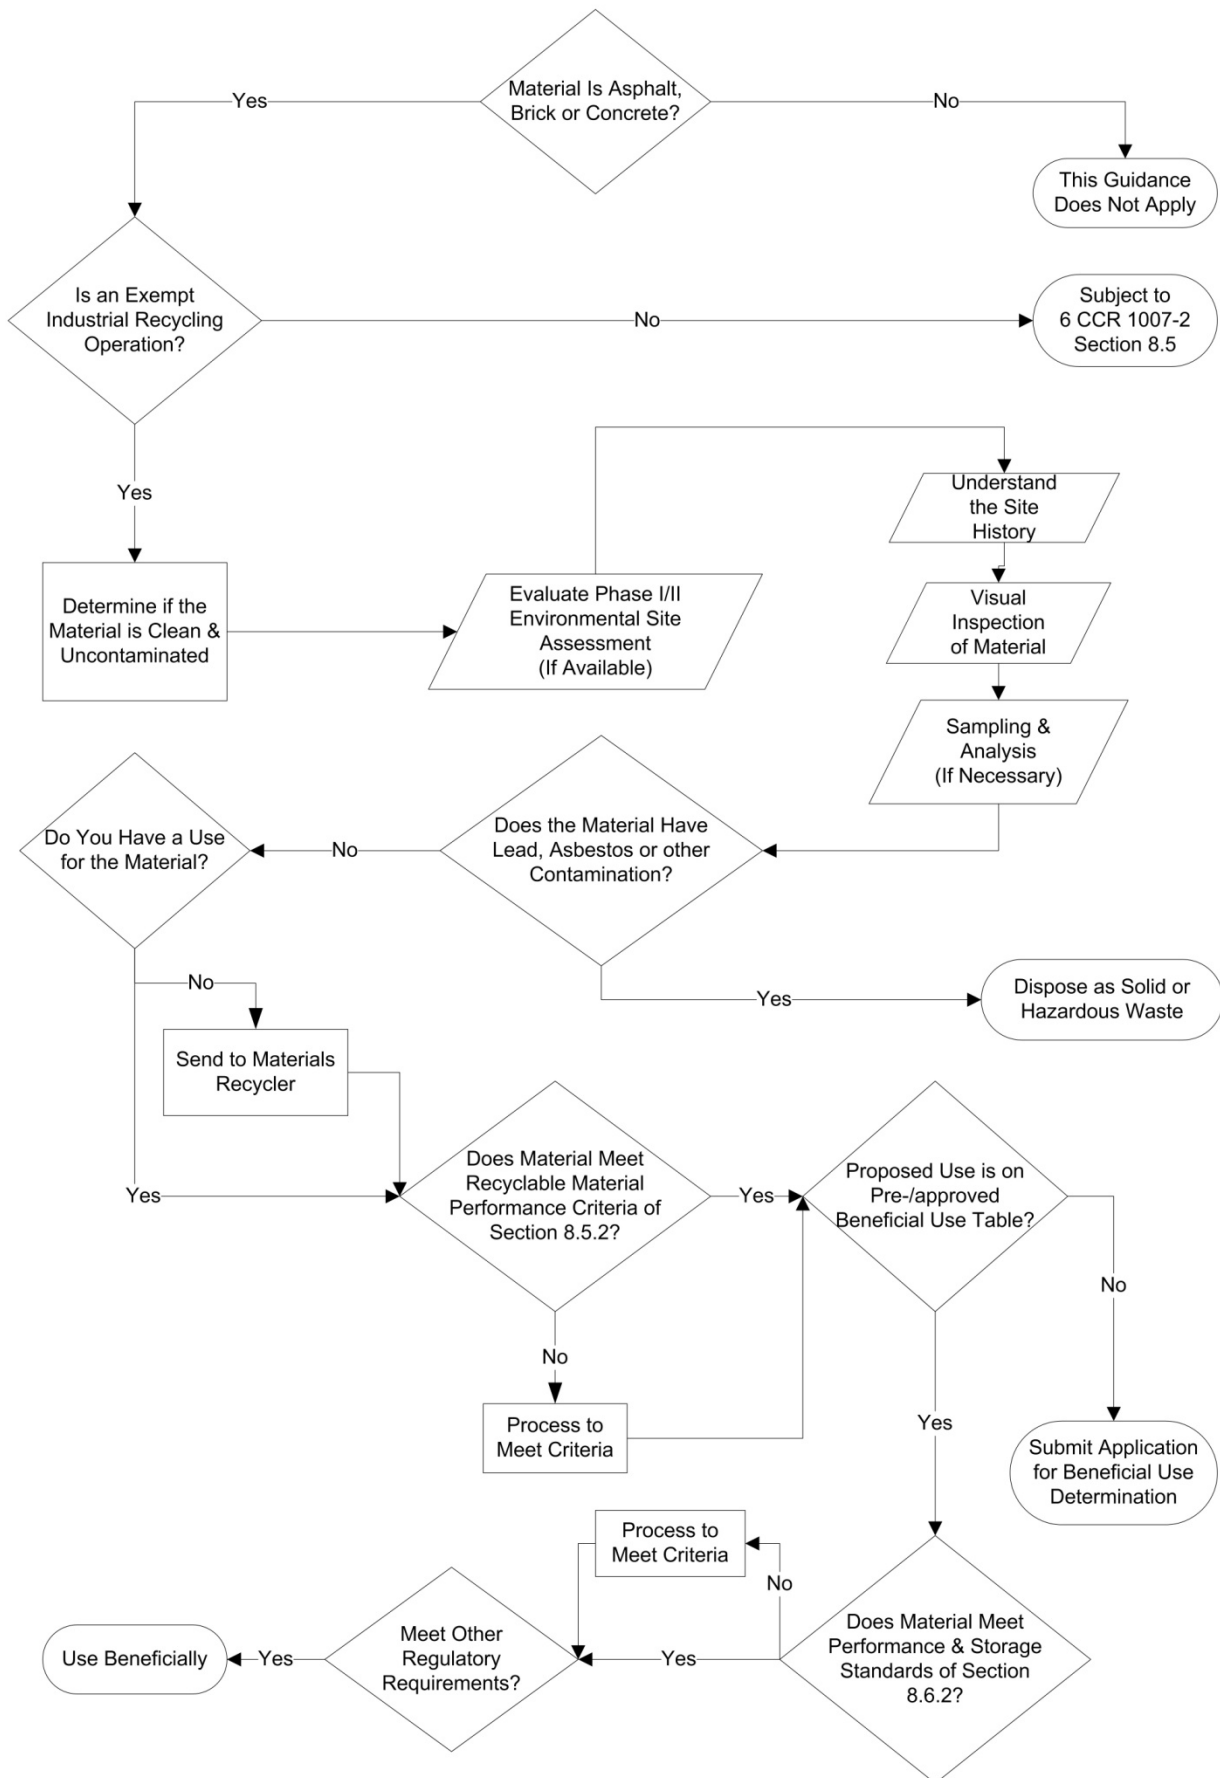 Material Is Asphalt,
Brick or Concrete?
Yes
No
This Guidance
Does Not Apply
Is an Exempt
Industrial Recycling
Operation?
No
Subject to
6 CCR 1007-2
Section 8.5
Yes
Understand
the Site
History
Determine if the
Material is Clean &
Uncontaminated
Evaluate Phase I/II
Environmental Site
Assessment
(If Available)
Visual
Inspection
of Material
Sampling &
Analysis
(If Necessary)
Do You Have a Use
for the Material?
No
Does the Material Have
Lead, Asbestos or other
Contamination?
No
Yes
Dispose as Solid or
Hazardous Waste
Send to Materials
Recycler
Yes
Does Material Meet
Recyclable Material
Performance Criteria of
Section 8.5.2?
Yes
Proposed Use is on
Pre-/approved
Beneficial Use Table?
No
No
Process to
Meet Criteria
Yes
Submit Application
for Beneficial Use
Determination
Process to
Meet Criteria
No
Use Beneficially
Yes
Meet Other
Regulatory
Requirements?
Yes
Does Material Meet
Performance & Storage
Standards of Section
8.6.2?